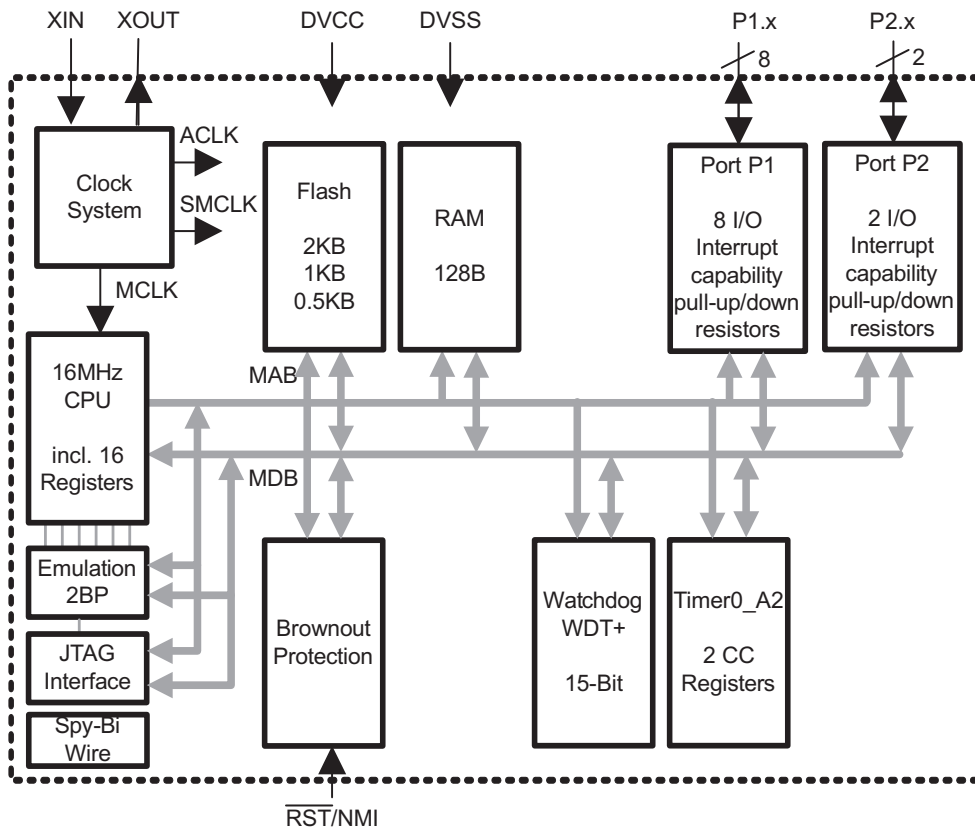 XIN XOUT DVCC DVSS P1.x P2.x
8 2
ACLK
Clock
System
SMCLK
MCLK
Flash
2KB
1KB
0.5KB
RAM
128B
Port P1
8 I/O
Interrupt
capability
pull-up/down
resistors
Port P2
2 I/O
Interrupt
capability
pull-up/down
resistors
16MHz
CPU
incl. 16
Registers
MAB
MDB
Emulation
2BP
JTAG
Interface
Spy-Bi
Wire
Brownout
Protection
Watchdog
WDT+
15-Bit
Timer0_A2
2 CC
Registers
RST/NMI